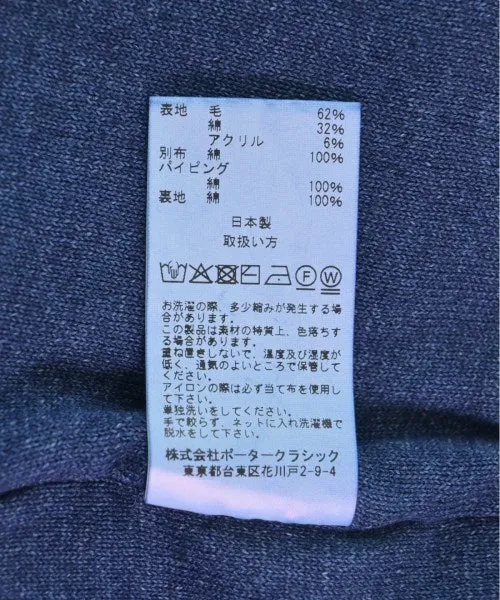 表地 毛 62%
綿 32%
アクリル 6%
別布 綿 100%
パイピング
綿 100%
裏地 綿 100%
日本製
取扱い方
お洗濯の際、多少縮みが発生する場
合があります。
この製品は素材の特質上、色落ちする
場合があります。
重ね置きしないで、温度及び湿度が
低く、通気のよいところで保管して
ください。
アイロンの際は必ず当て布を使用し
て下さい。
単独洗いをしてください。
手で絞らず、ネットに入れ洗濯機で
脱水をして下さい。
株式会社ポータークラシック
東京都台東区花川戸2-9-4